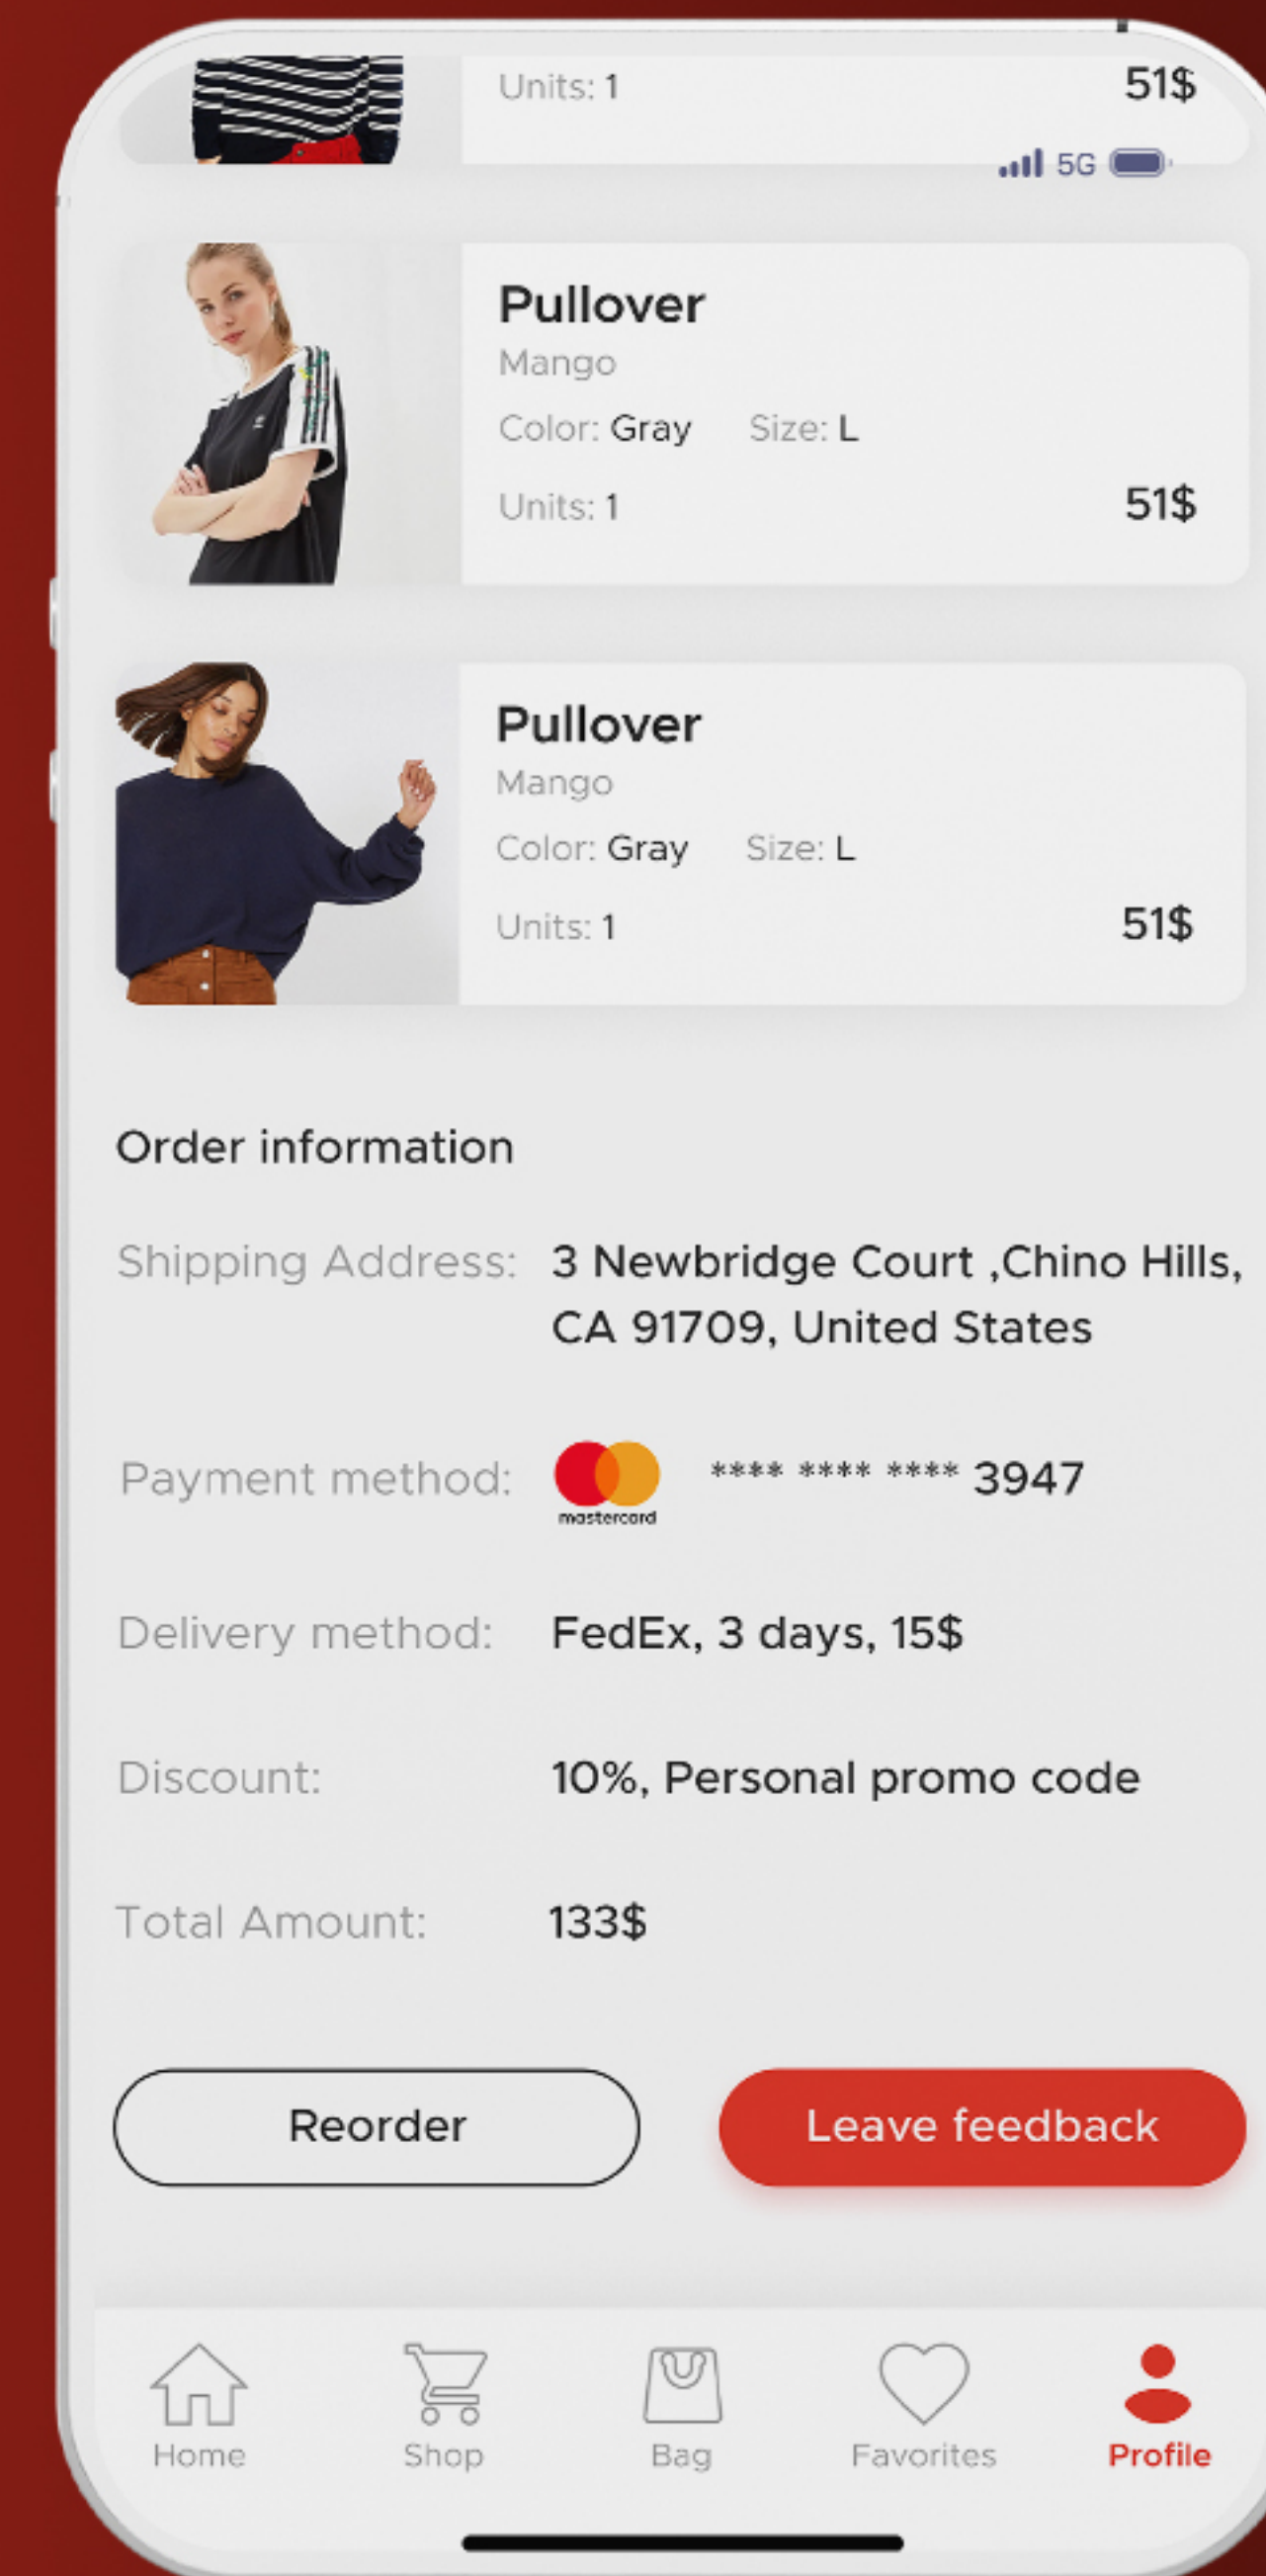 Units: 1 51$
5G
Pullover
Mango
Color: Gray Size: L
Units: 1 51$
Pullover
Mango
Color: Gray Size: L
Units: 1 51$
Order information
Shipping Address: 3 Newbridge Court ,Chino Hills,
CA 91709, United States
Payment method: mastercard **** **** **** 3947
Delivery method: FedEx, 3 days, 15$
Discount: 10%, Personal promo code
Total Amount: 133$
Reorder Leave feedback
Home Shop Bag Favorites Profile